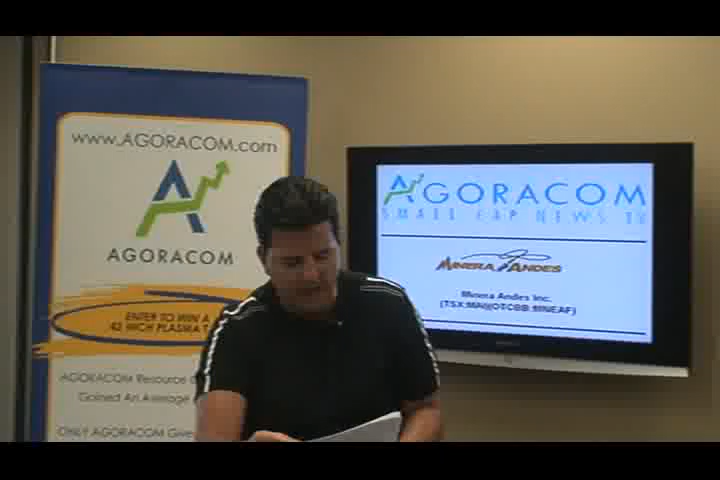 www.AGORACOM.com
AGORACOM
ENTER TO WIN A
42 INCH PLASMA T
AGORACOM Resource
Gained An Average
ONLY AGORACOM Give
AGORACOM
SMALL CAP NEWS TV
MINERA ANDES
Minera Andes Inc.
(TSX:MAI)(OTCBB:MNEAF)